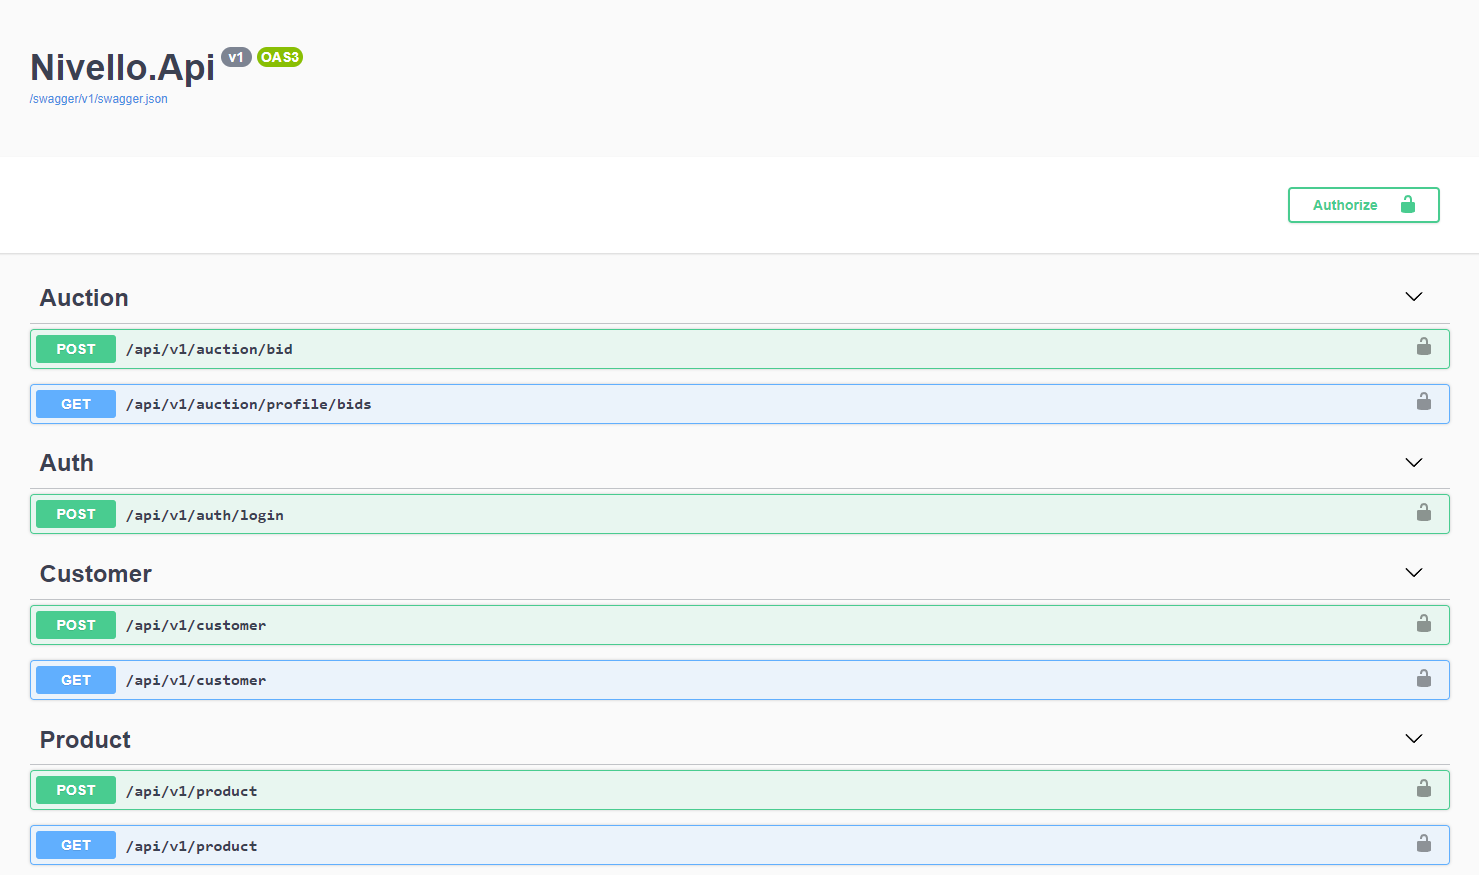 Nivello.Api v1 OAS3
/swagger/v1/swagger.json
Authorize
Auction
POST /api/v1/auction/bid
GET /api/v1/auction/profile/bids
Auth
POST /api/v1/auth/login
Customer
POST /api/v1/customer
GET /api/v1/customer
Product
POST /api/v1/product
GET /api/v1/product